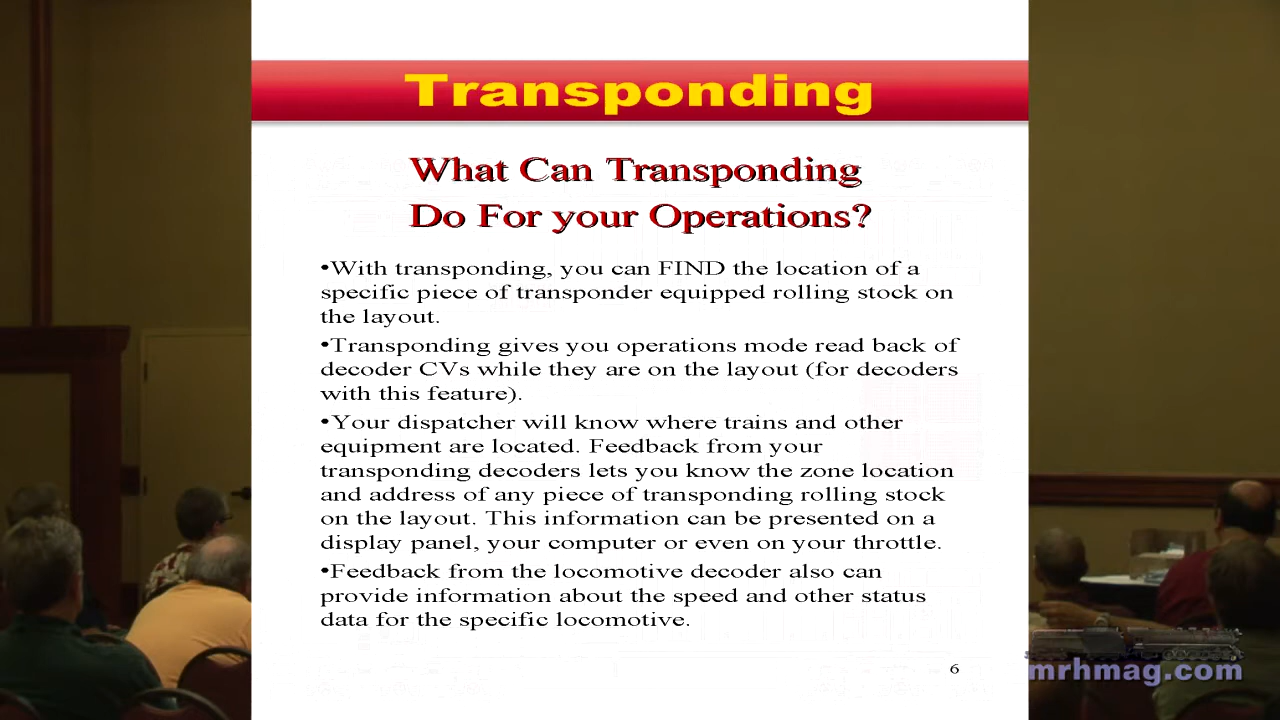 Transponding
What Can Transponding
Do For your Operations?
•With transponding, you can FIND the location of a
specific piece of transponder equipped rolling stock on
the layout.
•Transponding gives you operations mode read back of
decoder CVs while they are on the layout (for decoders
with this feature).
•Your dispatcher will know where trains and other
equipment are located. Feedback from your
transponding decoders lets you know the zone location
and address of any piece of transponding rolling stock
on the layout. This information can be presented on a
display panel, your computer or even on your throttle.
•Feedback from the locomotive decoder also can
provide information about the speed and other status
data for the specific locomotive.
6
mrhmag.com